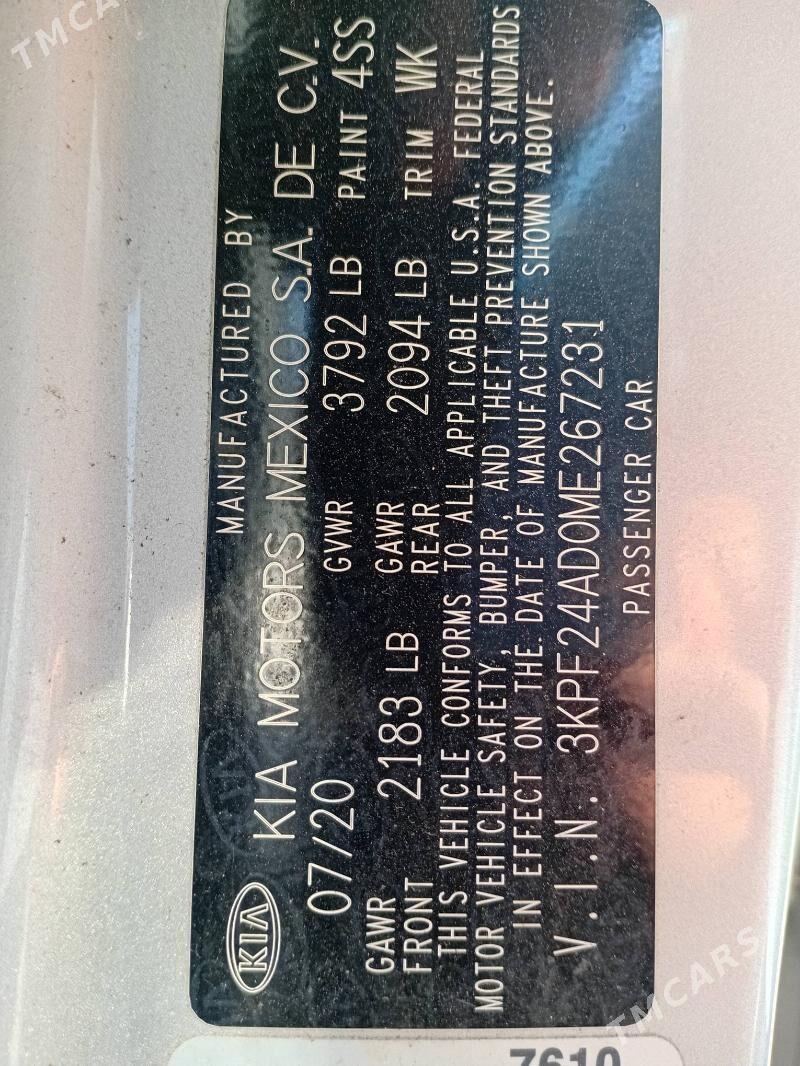 TMCARS
MANUFACTURED BY
KIA KIA MOTORS MEXICO S.A. DE C.V.
07/20 GVWR 3792 LB PAINT 4SS
GAWR FRONT 2183 LB GAWR REAR 2094 LB TRIM WK
THIS VEHICLE CONFORMS TO ALL APPLICABLE U.S.A. FEDERAL
MOTOR VEHICLE SAFETY, BUMPER, AND THEFT PREVENTION STANDARDS
IN EFFECT ON THE DATE OF MANUFACTURE SHOWN ABOVE.
V.I.N. 3KPF24AD0ME267231
PASSENGER CAR
TMCARS